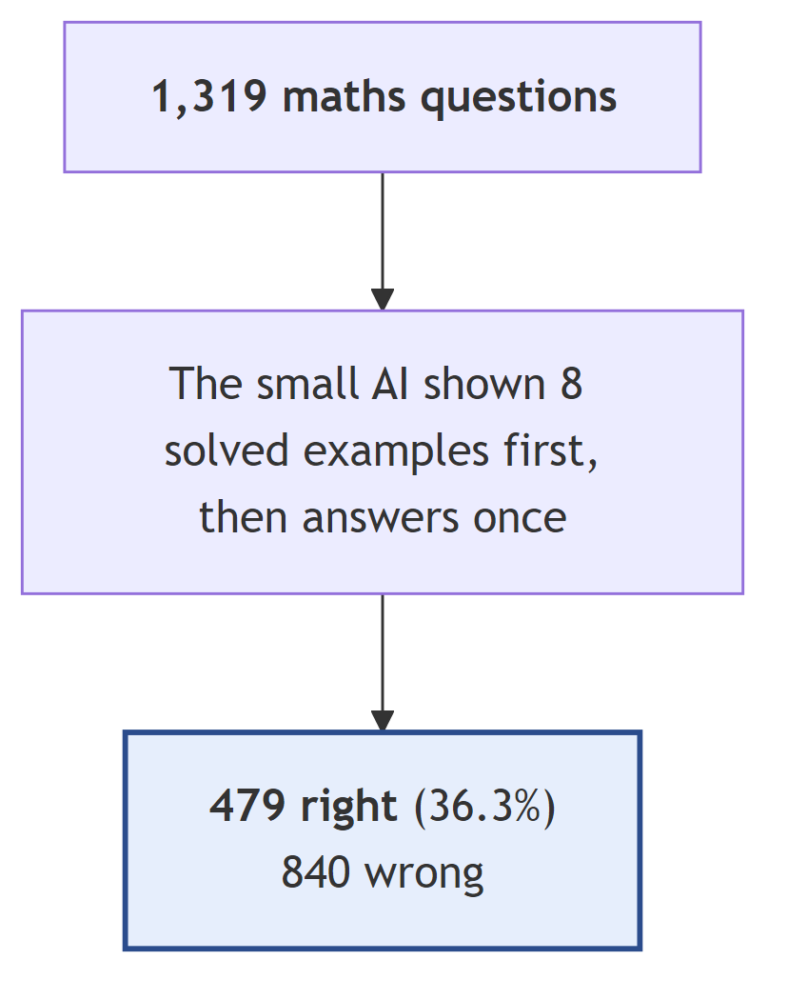 1,319 maths questions
The small AI shown 8
solved examples first,
then answers once
479 right (36.3%)
840 wrong